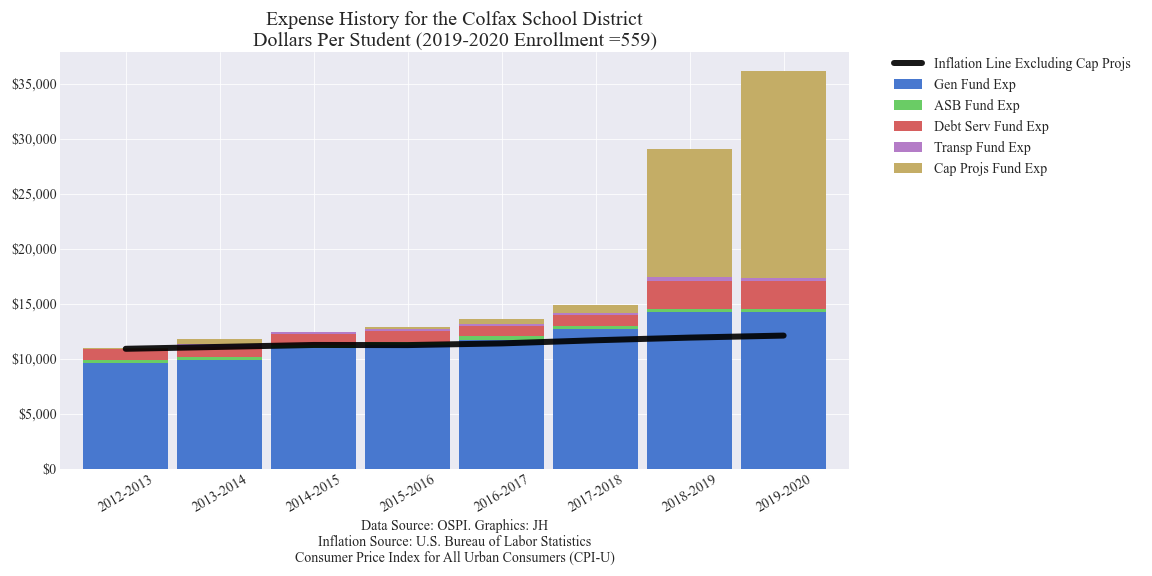 Expense History for the Colfax School District
Dollars Per Student (2019-2020 Enrollment =559)
Inflation Line Excluding Cap Projs
Gen Fund Exp
ASB Fund Exp
Debt Serv Fund Exp
Transp Fund Exp
Cap Projs Fund Exp
$35,000
$30,000
$25,000
$20,000
$15,000
$10,000
$5,000
$0
2012-2013
2013-2014
2014-2015
2015-2016
2016-2017
2017-2018
2018-2019
2019-2020
Data Source: OSPI. Graphics: JH
Inflation Source: U.S. Bureau of Labor Statistics
Consumer Price Index for All Urban Consumers (CPI-U)